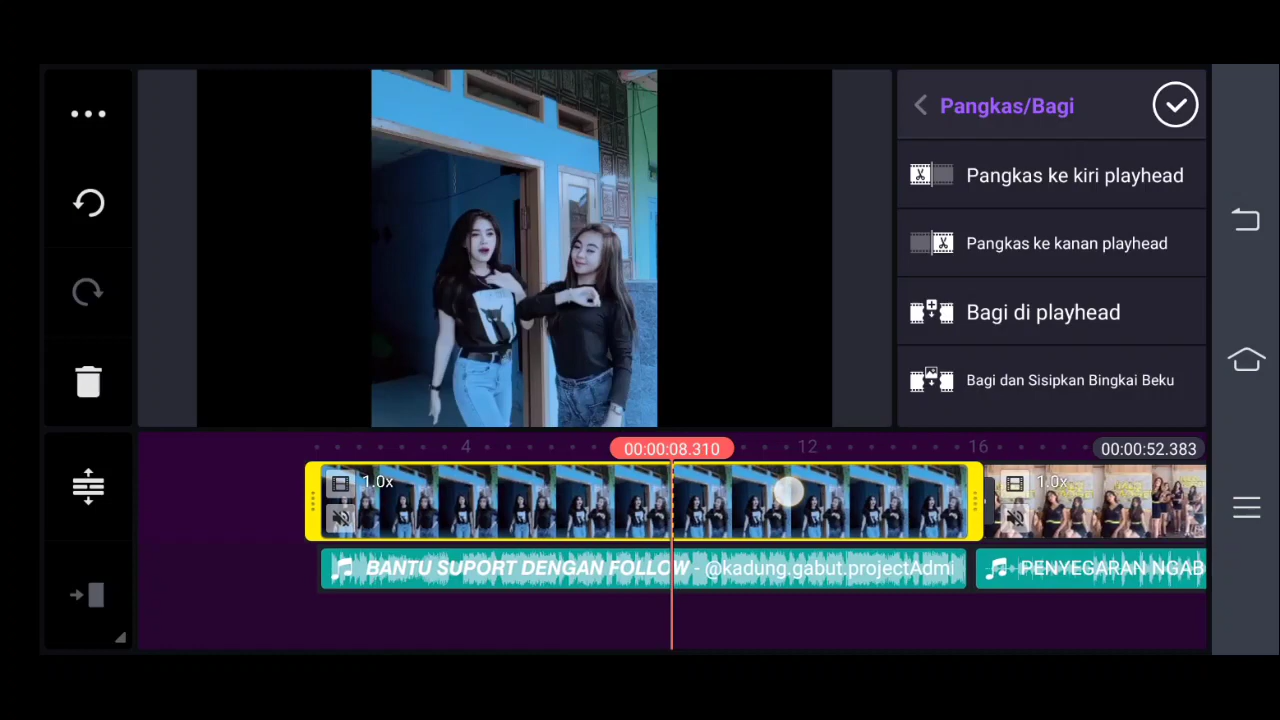 Pangkas/Bagi
Pangkas ke kiri playhead
Pangkas ke kanan playhead
Bagi di playhead
Bagi dan Sisipkan Bingkai Beku
4
00:00:08.310
12
16
00:00:52.383
1.0x
1.0x
BANTU SUPORT DENGAN FOLLOW - @kadung.gabut.projectAdmi
PENYEGARAN NGAB